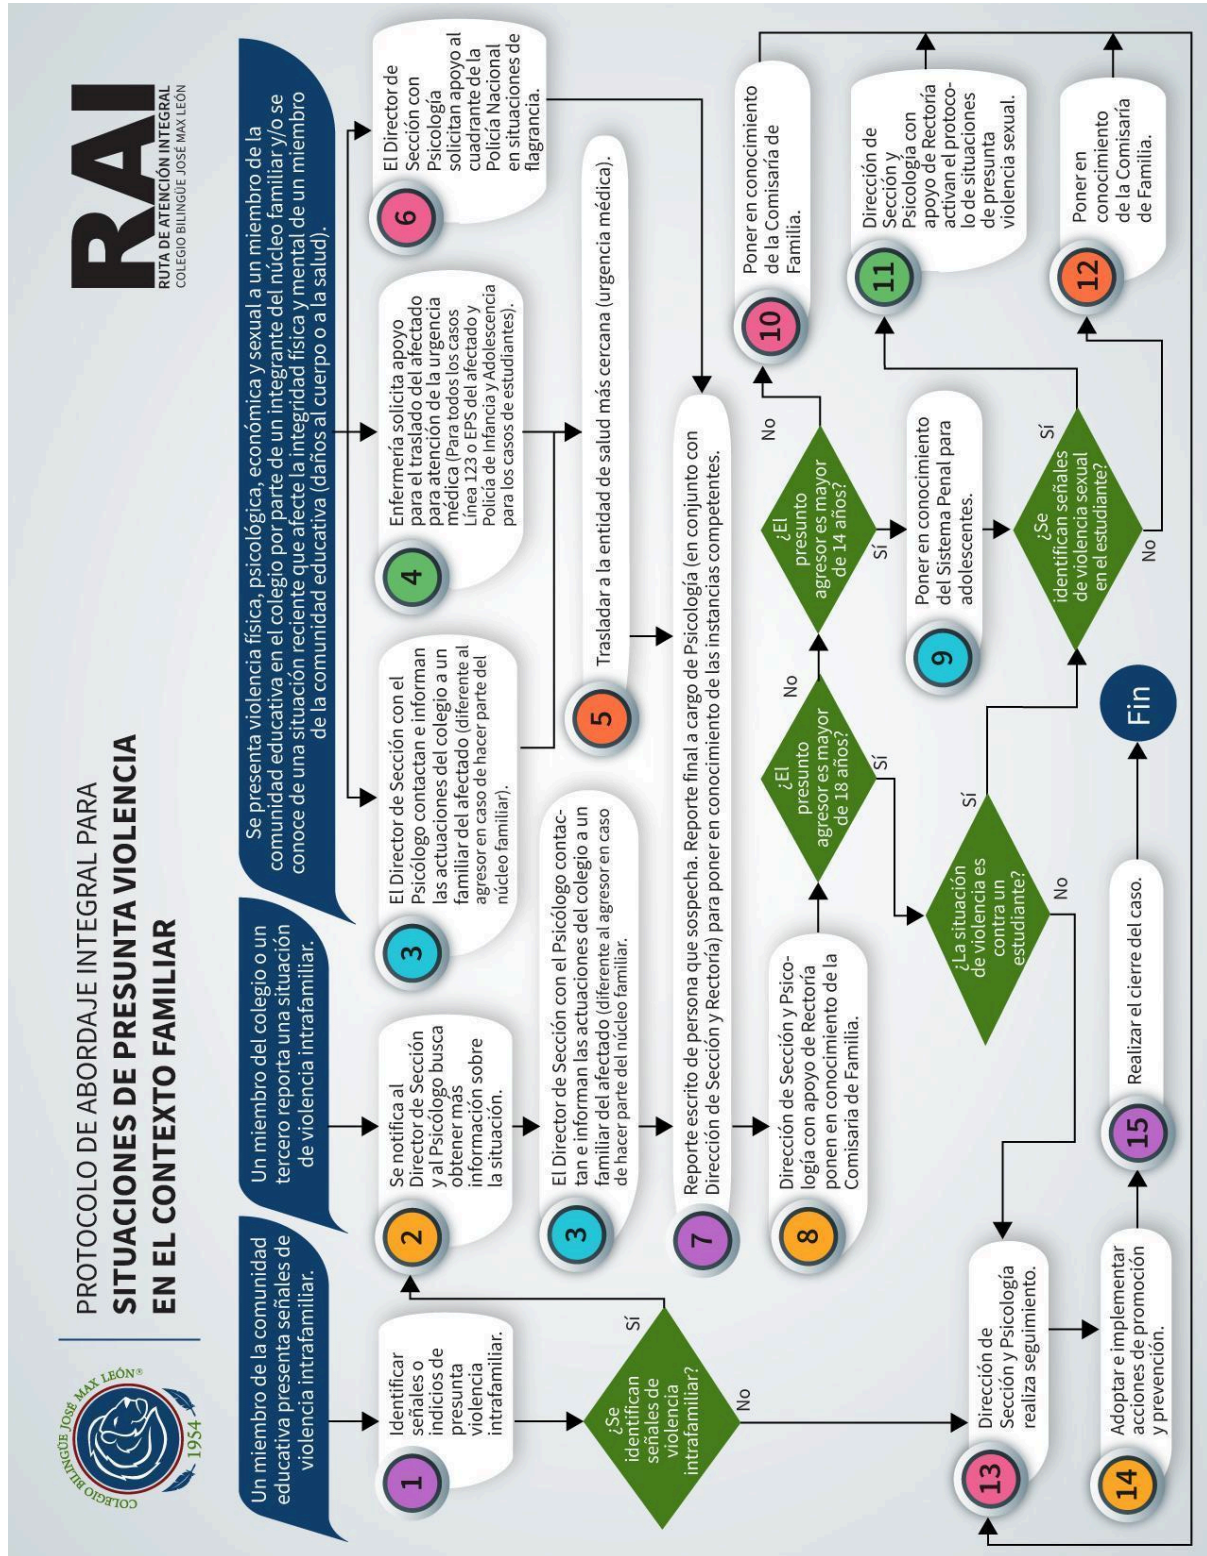 COLEGIO BILINGÜE JOSÉ MAX LEÓN®
1954
PROTOCOLO DE ABORDAJE INTEGRAL PARA
SITUACIONES DE PRESUNTA VIOLENCIA
EN EL CONTEXTO FAMILIAR
RAI
RUTA DE ATENCIÓN INTEGRAL
COLEGIO BILINGÜE JOSÉ MAX LEÓN
Un miembro de la comunidad
educativa presenta señales de
violencia intrafamiliar.
Un miembro del colegio o un
tercero reporta una situación
de violencia intrafamiliar.
Se presenta violencia física, psicológica, económica y sexual a un miembro de la
comunidad educativa en el colegio por parte de un integrante del núcleo familiar y/o se
conoce de una situación reciente que afecte la integridad física y mental de un miembro
de la comunidad educativa (daños al cuerpo o a la salud).
1
Identificar
señales o
indicios de
presunta
violencia
intrafamiliar.
2
Se notifica al
Director de Sección
y al Psicólogo busca
obtener más
información sobre
la situación.
3
El Director de Sección con el
Psicólogo contactan e informan
las actuaciones del colegio a un
familiar del afectado (diferente al
agresor en caso de hacer parte del
núcleo familiar).
4
Enfermería solicita apoyo
para el traslado del afectado
para atención de la urgencia
médica (Para todos los casos
Línea 123 o EPS del afectado y
Policía de Infancia y Adolescencia
para los casos de estudiantes).
6
El Director de
Sección con
Psicología
solicitan apoyo al
cuadrante de la
Policía Nacional
en situaciones de
flagrancia.
¿Se
identifican
señales de
violencia
intrafamiliar?
Sí
No
3
El Director de Sección con el Psicólogo contac-
tan e informan las actuaciones del colegio a un
familiar del afectado (diferente al agresor en caso
de hacer parte del núcleo familiar.
5
Trasladar a la entidad de salud más cercana (urgencia médica).
7
Reporte escrito de persona que sospecha. Reporte final a cargo de Psicología (en conjunto con
Dirección de Sección y Rectoría) para poner en conocimiento de las instancias competentes.
8
Dirección de Sección y Psico-
logía con apoyo de Rectoría
ponen en conocimiento de la
Comisaria de Familia.
¿El
presunto
agresor es mayor
de 18 años?
No
Sí
¿El
presunto
agresor es mayor
de 14 años?
No
Sí
10
Poner en conocimiento
de la Comisaría de
Familia.
9
Poner en conocimiento
del Sistema Penal para
adolescentes.
11
Dirección de
Sección y
Psicología con
apoyo de Rectoría
activan el protoco-
lo de situaciones
de presunta
violencia sexual.
¿La situación
de violencia es
contra un
estudiante?
Sí
No
¿Se
identifican señales
de violencia sexual
en el estudiante?
Sí
No
12
Poner en
conocimiento
de la Comisaría
de Familia.
13
Dirección de
Sección y Psicología
realiza seguimiento.
14
Adoptar e implementar
acciones de promoción
y prevención.
15
Realizar el cierre del caso.
Fin